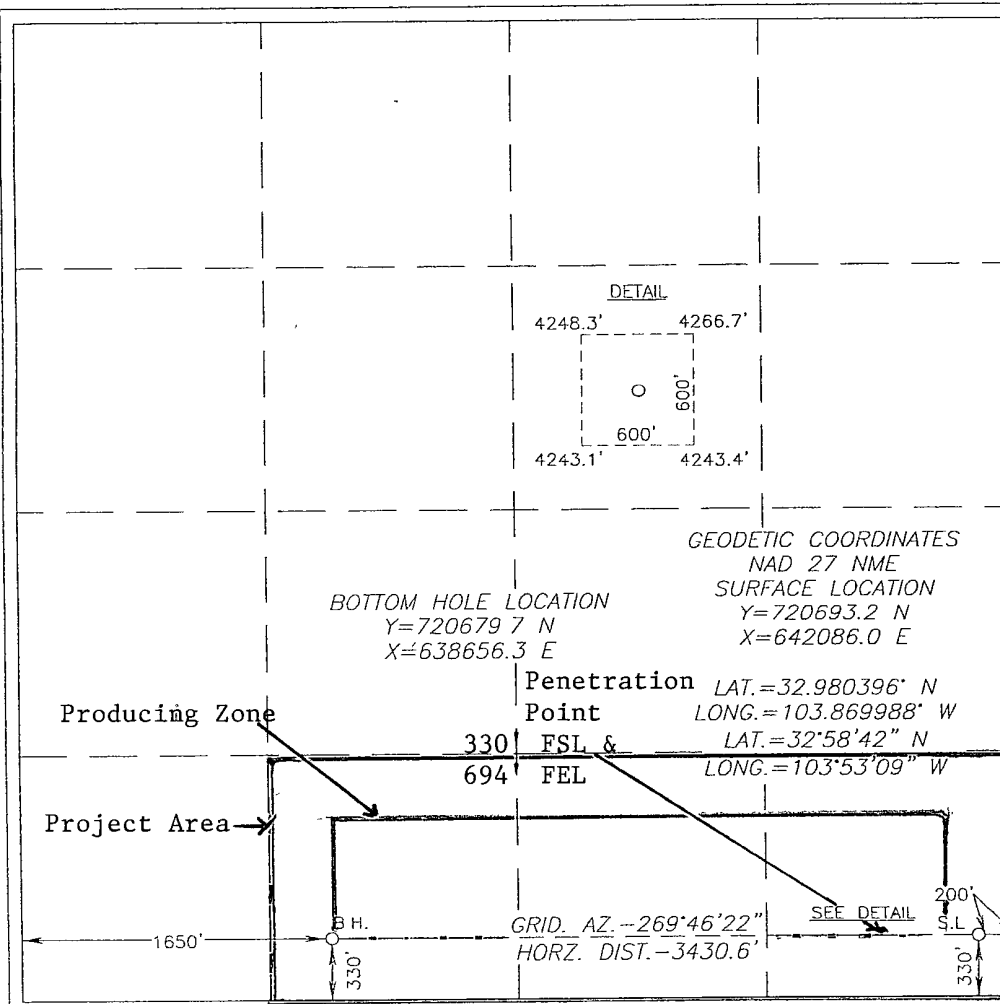 DETAIL
4248.3' 4266.7'
600'
600'
4243.1' 4243.4'
GEODETIC COORDINATES
NAD 27 NME
SURFACE LOCATION
Y=720693.2 N
X=642086.0 E
LAT.=32.980396° N
LONG.=103.869988° W
LAT.=32°58'42" N
LONG.=103°53'09" W
BOTTOM HOLE LOCATION
Y=720679 7 N
X=638656.3 E
Penetration
Point
330 FSL &
694 FEL
Producing Zone
Project Area
B.H.
1650'
330'
GRID. AZ.-269°46'22"
HORZ. DIST.-3430.6'
SEE DETAIL
200'
S.L
330'